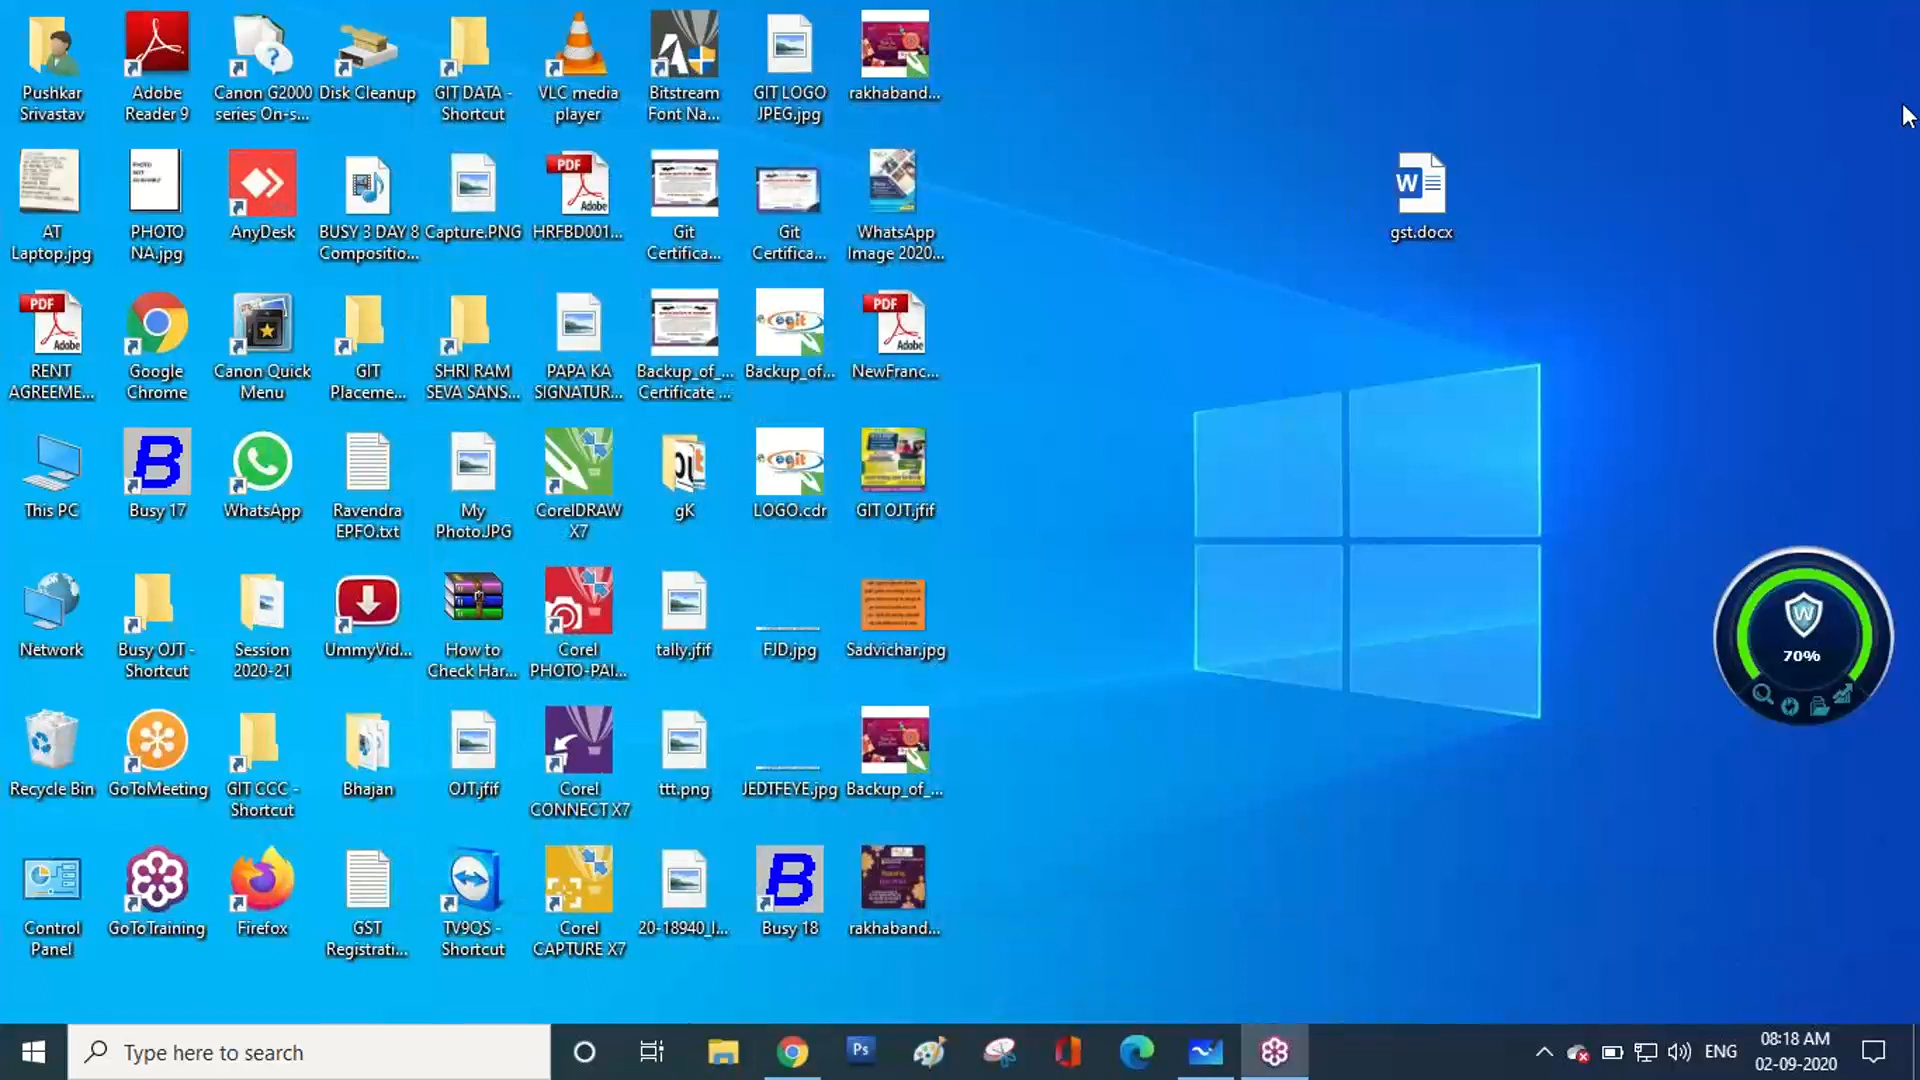 Pushkar
Srivastav
Adobe
Reader 9
Canon G2000
series On-s...
Disk Cleanup
GIT DATA -
Shortcut
VLC media
player
Bitstream
Font Na...
GIT LOGO
JPEG.jpg
rakhaband...
AT
Laptop.jpg
PHOTO
NA.jpg
AnyDesk
BUSY 3 DAY 8
Compositio...
Capture.PNG
PDF
Adobe
HRFBD001...
Git
Certifica...
Git
Certifica...
WhatsApp
Image 2020...
W
gst.docx
PDF
Adobe
RENT
AGREEME...
Google
Chrome
Canon Quick
Menu
GIT
Placeme...
SHRI RAM
SEVA SANS...
PAPA KA
SIGNATUR...
Backup_of_...
Certificate ...
Backup_of...
PDF
Adobe
NewFranc...
This PC
B
Busy 17
WhatsApp
Ravendra
EPFO.txt
My
Photo.JPG
CorelDRAW
X7
gK
LOGO.cdr
GIT OJT.jfif
Network
Busy OJT -
Shortcut
Session
2020-21
UmmyVid...
How to
Check Har...
Corel
PHOTO-PAI...
tally.jfif
FJD.jpg
Sadvichar.jpg
W
70%
Recycle Bin
GoToMeeting
GIT CCC -
Shortcut
Bhajan
OJT.jfif
Corel
CONNECT X7
ttt.png
JEDTFEYE.jpg
Backup_of_...
Control
Panel
GoToTraining
Firefox
GST
Registrati...
TV9QS -
Shortcut
Corel
CAPTURE X7
20-18940_I...
B
Busy 18
rakhaband...
Type here to search
Ps
ENG
08:18 AM
02-09-2020